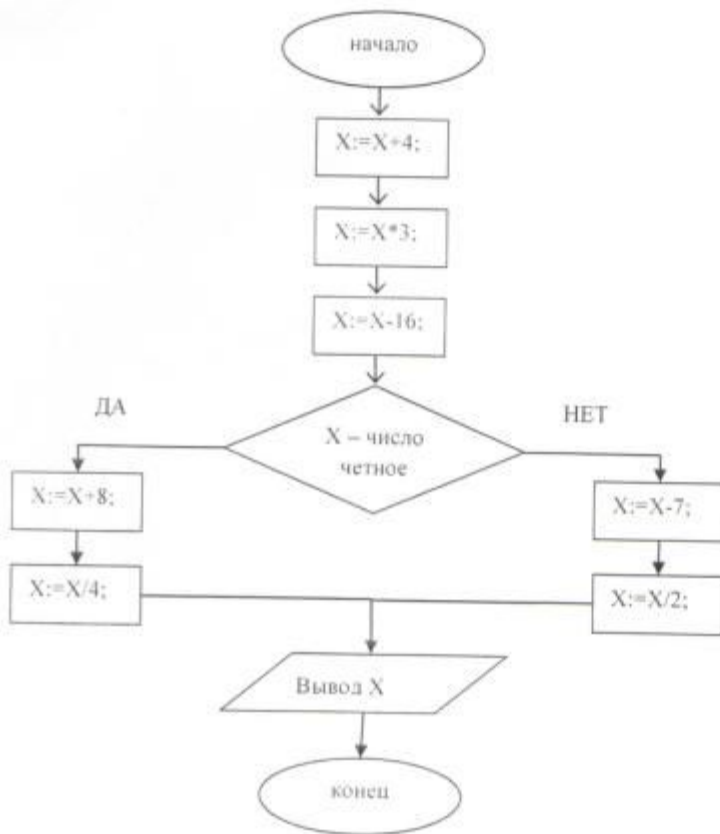 начало
X:=X+4;
X:=X*3;
X:=X-16;
ДА
НЕТ
X – число
четное
X:=X+8;
X:=X-7;
X:=X/4;
X:=X/2;
Вывод X
конец